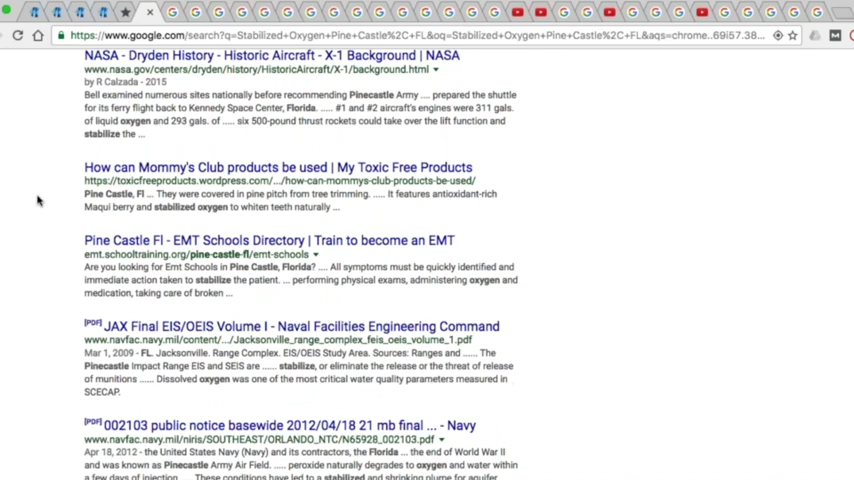 https://www.google.com/search?q=Stabilized+Oxygen+Pine+Castle%2C+FL&oq=Stabilized+Oxygen+Pine+Castle%2C+FL&aqs=chrome..69i57.38...
NASA - Dryden History - Historic Aircraft - X-1 Background | NASA
www.nasa.gov/centers/dryden/history/HistoricAircraft/X-1/background.html
by R Calzada - 2015
Bell examined numerous sites nationally before recommending Pinecastle Army .... prepared the shuttle
for its ferry flight back to Kennedy Space Center, Florida. ..... #1 and #2 aircraft's engines were 311 gals.
of liquid oxygen and 293 gals. of ..... six 500-pound thrust rockets could take over the lift function and
stabilize the ...
How can Mommy's Club products be used | My Toxic Free Products
https://toxicfreeproducts.wordpress.com/.../how-can-mommys-club-products-be-used/
Pine Castle, Fl ... They were covered in pine pitch from tree trimming. ..... It features antioxidant-rich
Maqui berry and stabilized oxygen to whiten teeth naturally ...
Pine Castle Fl - EMT Schools Directory | Train to become an EMT
emt.schooltraining.org/pine-castle-fl/emt-schools
Are you looking for Emt Schools in Pine Castle, Florida? .... All symptoms must be quickly identified and
immediate action taken to stabilize the patient. ... performing physical exams, administering oxygen and
medication, taking care of broken ...
[PDF] JAX Final EIS/OEIS Volume I - Naval Facilities Engineering Command
www.navfac.navy.mil/content/.../Jacksonville_range_complex_feis_oeis_volume_1.pdf
Mar 1, 2009 - FL. Jacksonville. Range Complex. EIS/OEIS Study Area. Sources: Ranges and ...... The
Pinecastle Impact Range EIS and SEIS are ...... stabilize, or eliminate the release or the threat of release
of munitions ...... Dissolved oxygen was one of the most critical water quality parameters measured in
SCECAP.
[PDF] 002103 public notice basewide 2012/04/18 21 mb final ... - Navy
www.navfac.navy.mil/niris/SOUTHEAST/ORLANDO_NTC/N65928_002103.pdf
Apr 18, 2012 - the United States Navy (Navy) and its contractors, the Florida ... the end of World War II
and was known as Pinecastle Army Air Field. ..... peroxide naturally degrades to oxygen and water within
a few days of injection .... These conditions have led to a stabilized and shrinking plume for aquifer